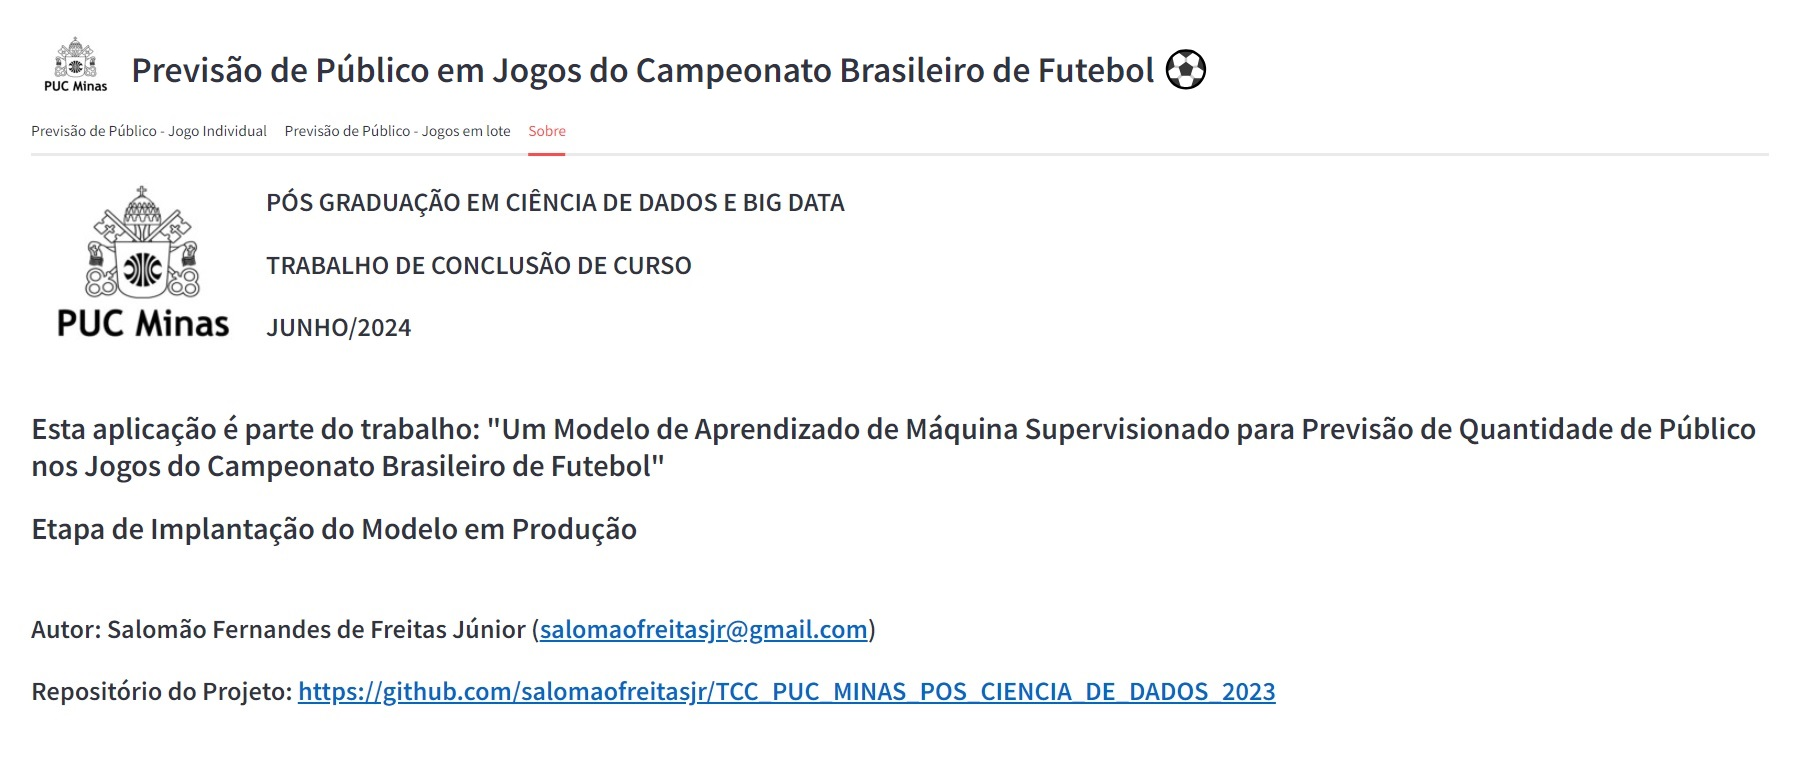 PUC Minas
Previsão de Público em Jogos do Campeonato Brasileiro de Futebol
Previsão de Público - Jogo Individual
Previsão de Público - Jogos em lote
Sobre
PUC Minas
PÓS GRADUAÇÃO EM CIÊNCIA DE DADOS E BIG DATA
TRABALHO DE CONCLUSÃO DE CURSO
JUNHO/2024
Esta aplicação é parte do trabalho: "Um Modelo de Aprendizado de Máquina Supervisionado para Previsão de Quantidade de Público
nos Jogos do Campeonato Brasileiro de Futebol"
Etapa de Implantação do Modelo em Produção
Autor: Salomão Fernandes de Freitas Júnior (salomaofreitasjr@gmail.com)
Repositório do Projeto: https://github.com/salomaofreitasjr/TCC_PUC_MINAS_POS_CIENCIA_DE_DADOS_2023